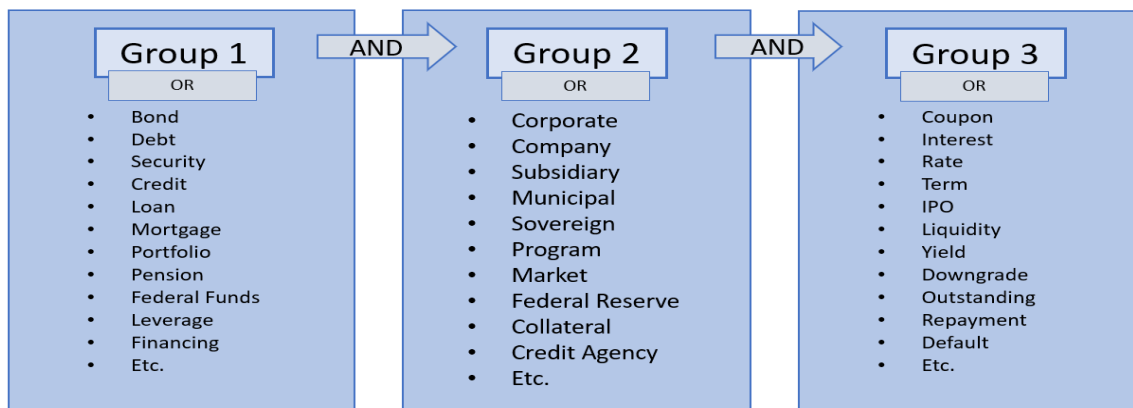 Group 1
OR
• Bond
• Debt
• Security
• Credit
• Loan
• Mortgage
• Portfolio
• Pension
• Federal Funds
• Leverage
• Financing
• Etc.
AND
Group 2
OR
• Corporate
• Company
• Subsidiary
• Municipal
• Sovereign
• Program
• Market
• Federal Reserve
• Collateral
• Credit Agency
• Etc.
AND
Group 3
OR
• Coupon
• Interest
• Rate
• Term
• IPO
• Liquidity
• Yield
• Downgrade
• Outstanding
• Repayment
• Default
• Etc.